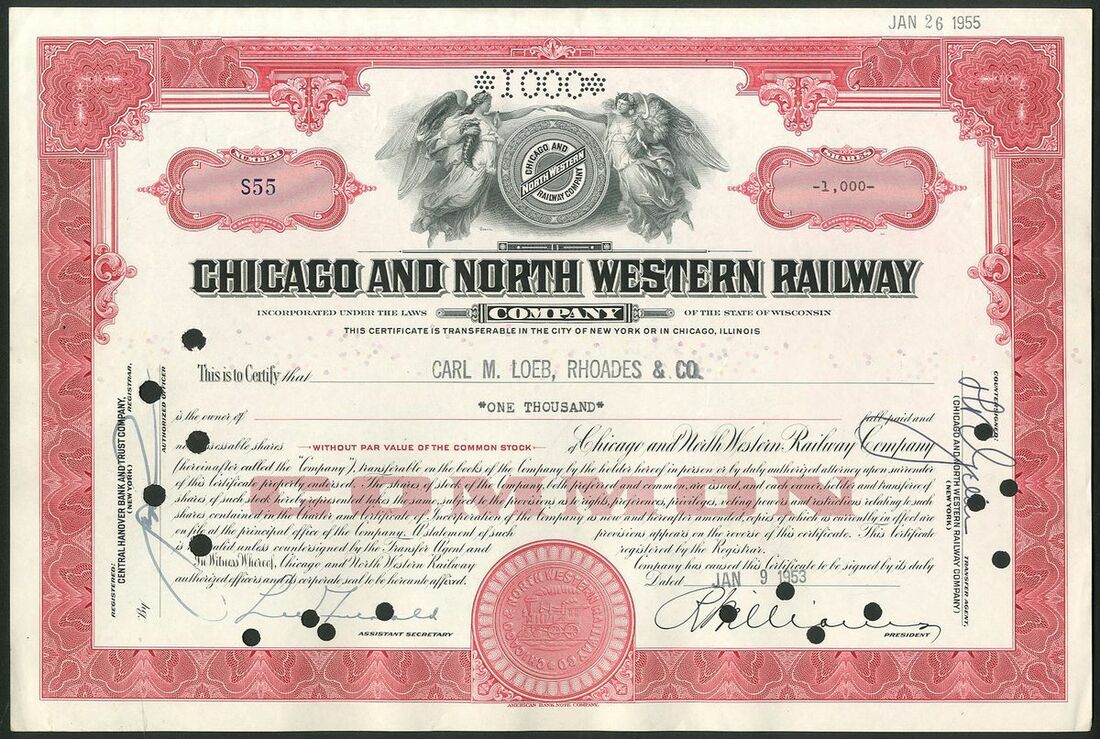 JAN 26 1955
*1000*
NUMBER
S55
CHICAGO AND
NORTH WESTERN
RAILWAY COMPANY
SHARES
-1,000-
CHICAGO AND NORTH WESTERN RAILWAY
INCORPORATED UNDER THE LAWS COMPANY OF THE STATE OF WISCONSIN
THIS CERTIFICATE IS TRANSFERABLE IN THE CITY OF NEW YORK OR IN CHICAGO, ILLINOIS
This is to Certify that CARL M. LOEB, RHOADES & CO.
*ONE THOUSAND*
is the owner of full-paid and
shares WITHOUT PAR VALUE OF THE COMMON STOCK of Chicago and North Western Railway Company
(hereinafter called the "Company"), transferable on the books of the Company by the holder hereof in person or by duly authorized attorney upon surrender
of this Certificate properly endorsed. The shares of stock of the Company, both preferred and common, are issued, and each owner, holder and transferee of
shares of such stock hereby represented takes the same, subject to the provisions as to rights, preferences, privileges, voting powers and restrictions relating to such
shares contained in the Charter and Certificate of Incorporation of the Company as now and hereafter amended, copies of which as currently in effect are
on file at the principal office of the Company. A statement of such provisions appears on the reverse of this certificate. This Certificate
is unless countersigned by the Transfer Agent and registered by the Registrar.
In Witness Whereof, Chicago and North Western Railway Company has caused this Certificate to be signed by its duly
authorized officers and its corporate seal to be hereunto affixed. Dated JAN 9 1953
COMMON
ASSISTANT SECRETARY
R Williams
PRESIDENT
REGISTERED:
CENTRAL HANOVER BANK AND TRUST COMPANY,
(NEW YORK)
REGISTRAR,
By
AUTHORIZED OFFICER
COUNTERSIGNED:
(CHICAGO AND NORTH WESTERN RAILWAY COMPANY)
(NEW YORK)
TRANSFER AGENT,
AMERICAN BANK NOTE COMPANY.